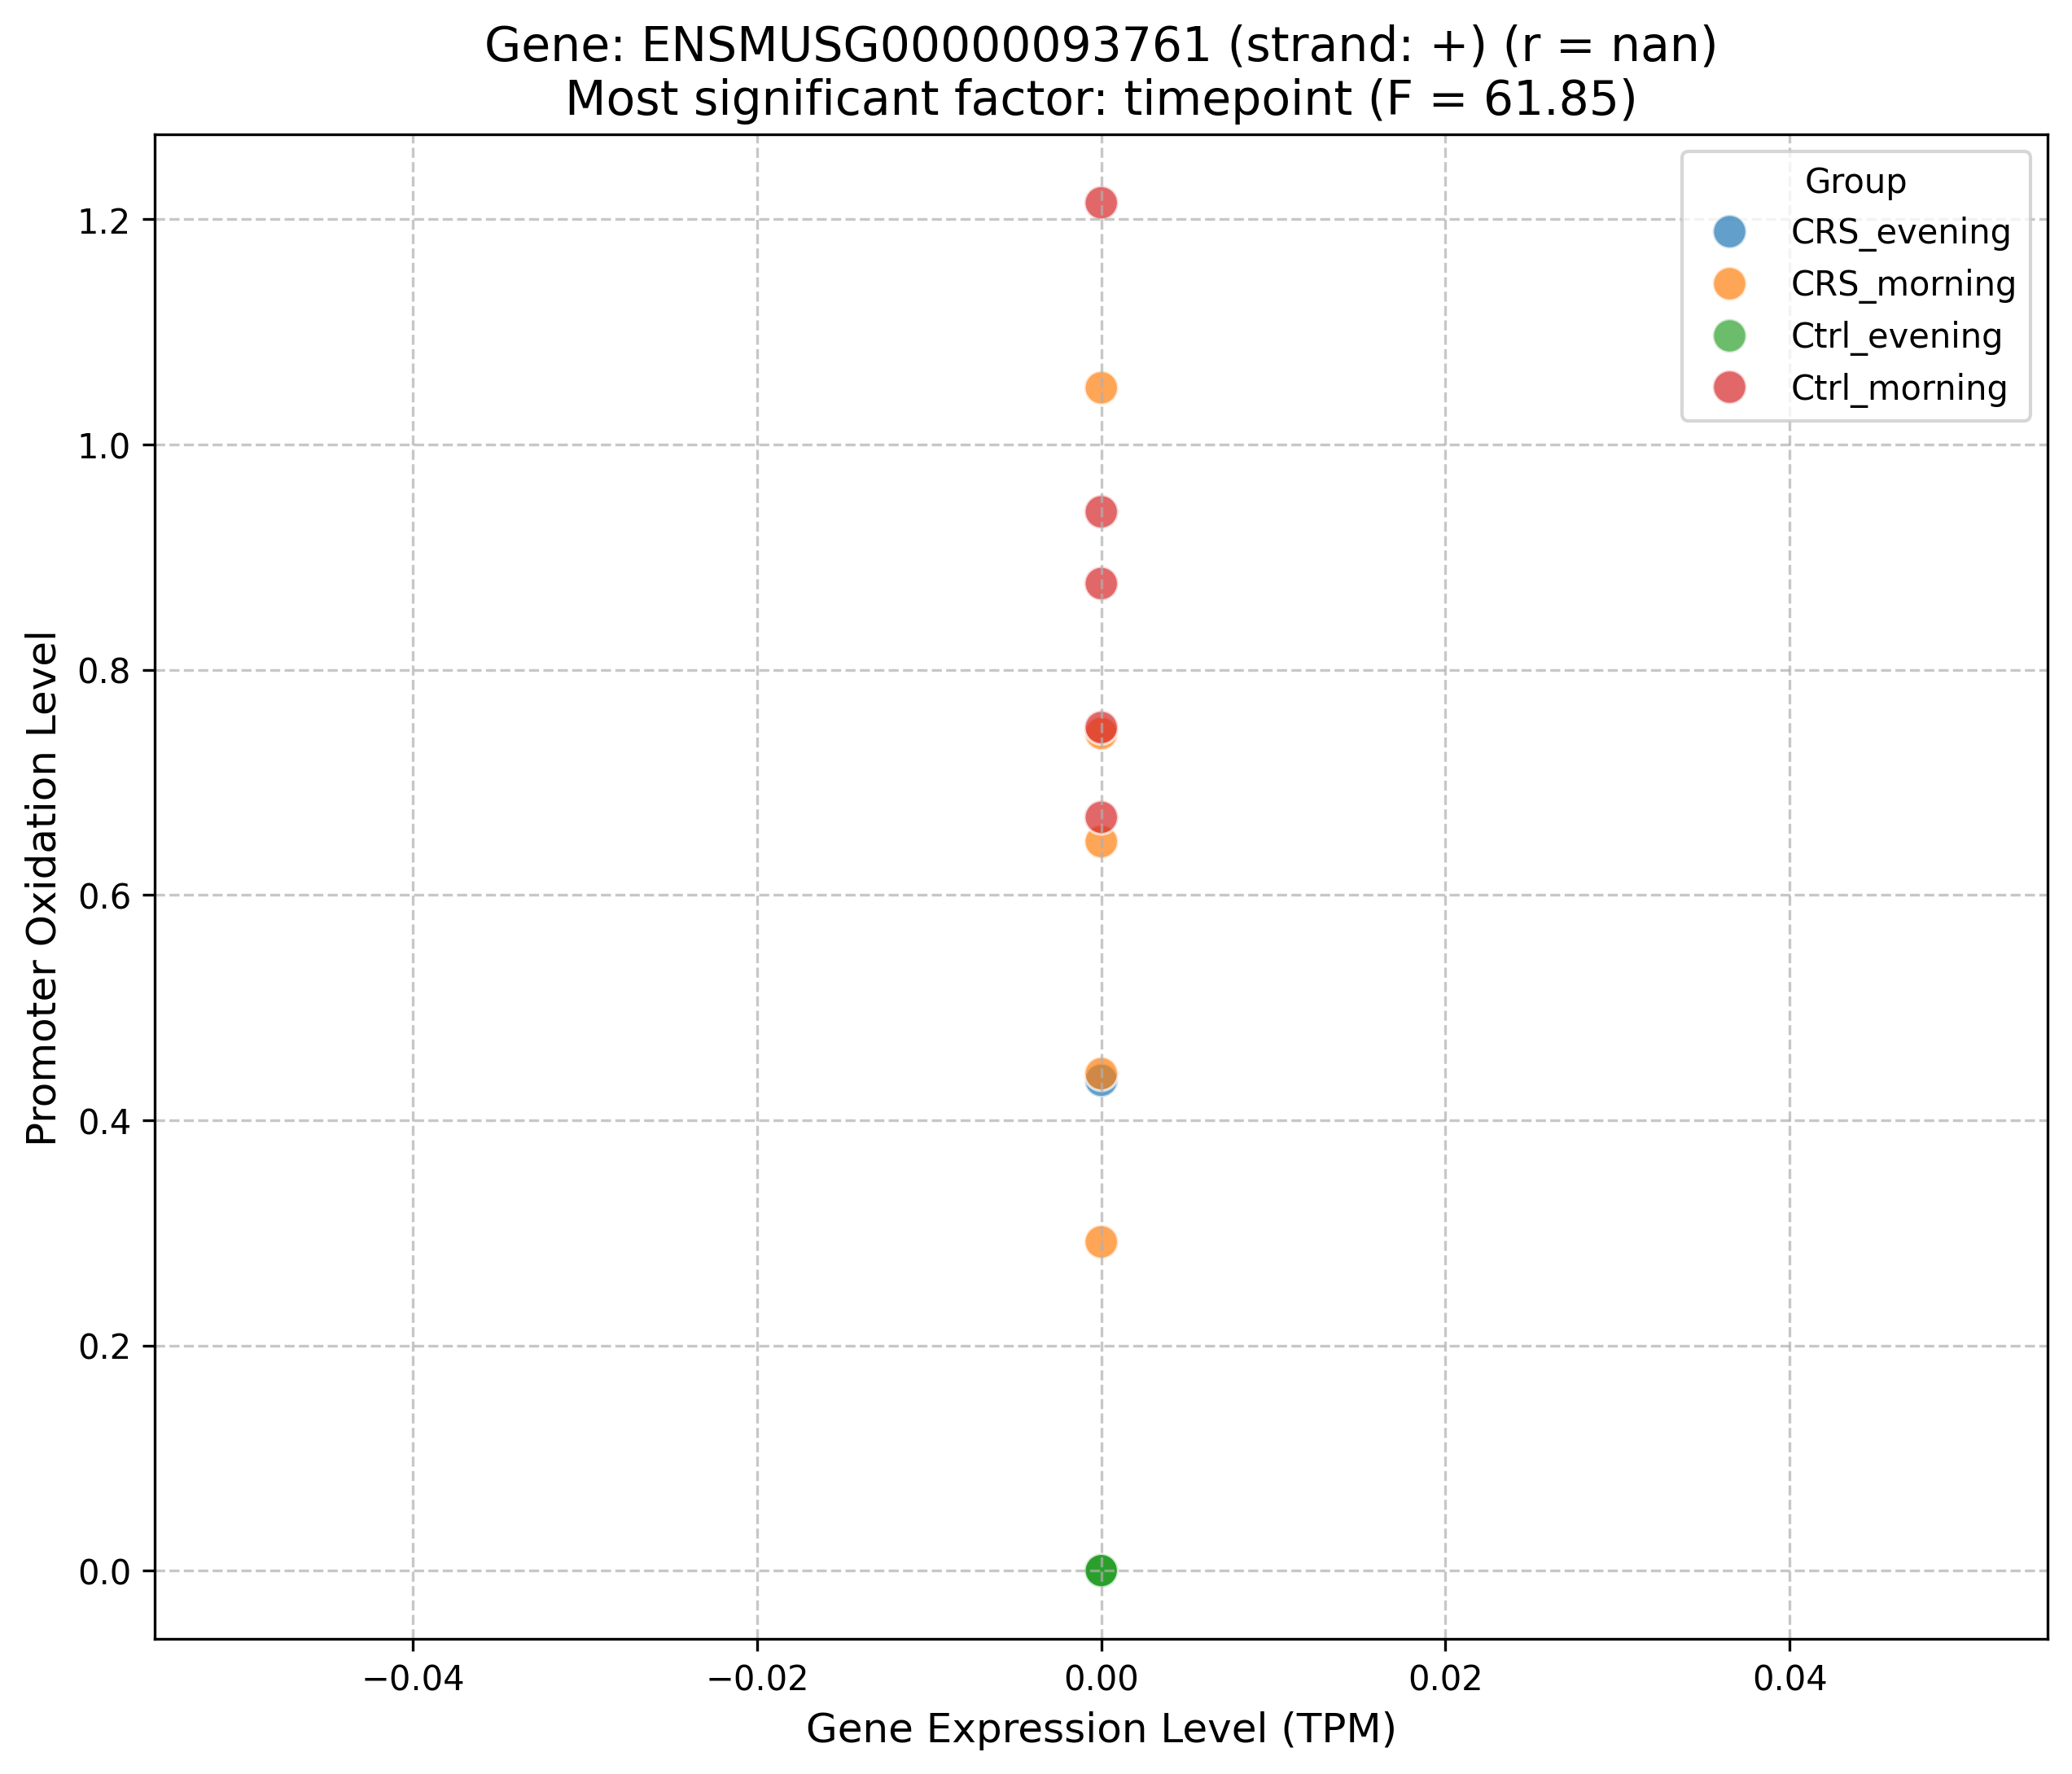 Gene: ENSMUSG00000093761 (strand: +) (r = nan)
Most significant factor: timepoint (F = 61.85)
Group
CRS_evening
CRS_morning
Ctrl_evening
Ctrl_morning
Promoter Oxidation Level
1.2
1.0
0.8
0.6
0.4
0.2
0.0
−0.04
−0.02
0.00
0.02
0.04
Gene Expression Level (TPM)